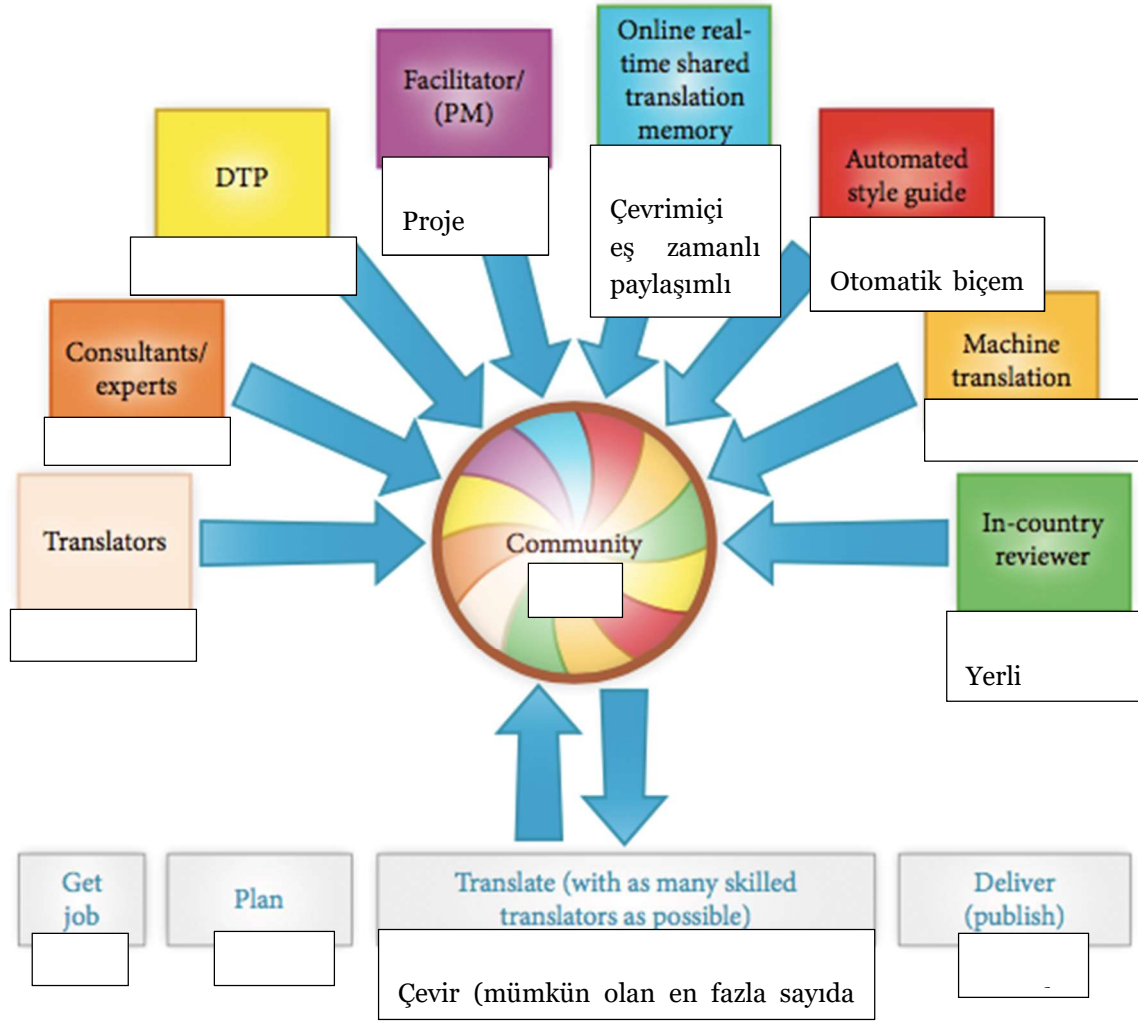 Online real-
time shared
translation
memory
Çevrimiçi
eş zamanlı
paylaşımlı
Facilitator/
(PM)
Proje
DTP
Automated
style guide
Otomatik biçem
Consultants/
experts
Machine
translation
Translators
In-country
reviewer
Yerli
Community
Get
job
Plan
Translate (with as many skilled
translators as possible)
Çevir (mümkün olan en fazla sayıda
Deliver
(publish)